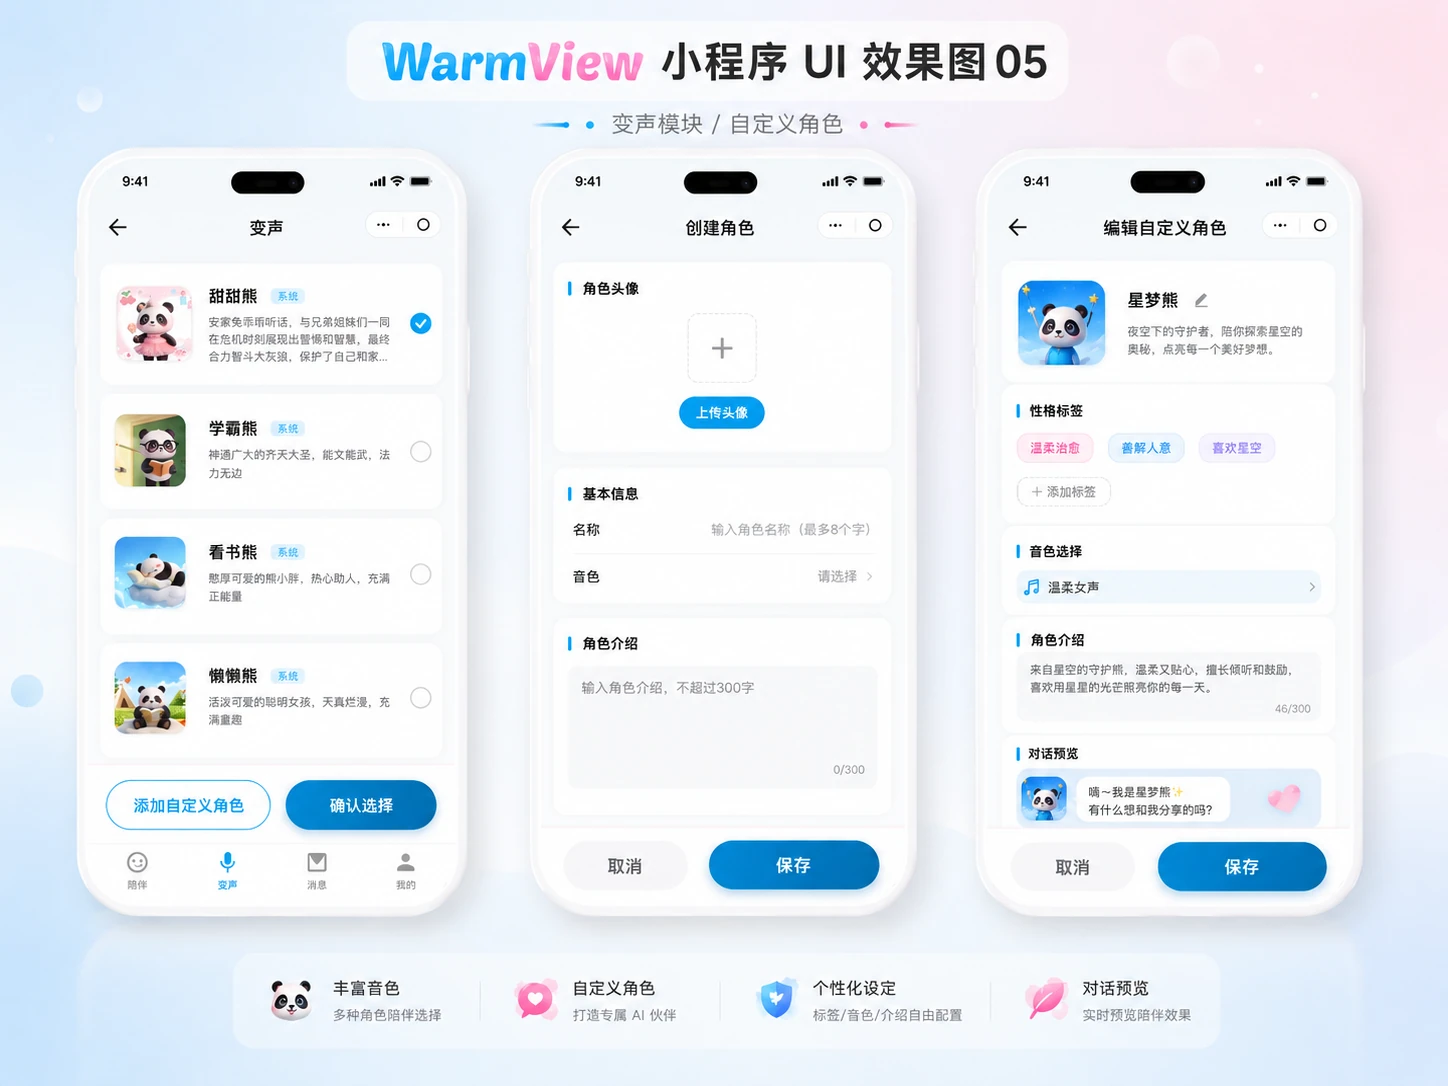 WarmView 小程序 UI 效果图 05
变声模块 / 自定义角色
9:41
变声
甜甜熊 系统
安家兔乖乖听话，与兄弟姐妹们一同
在危机时刻展现出警惕和智慧，最终
合力智斗大灰狼，保护了自己和家...
学霸熊 系统
神通广大的齐天大圣，能文能武，法
力无边
看书熊 系统
憨厚可爱的熊小胖，热心助人，充满
正能量
懒懒熊 系统
活泼可爱的聪明女孩，天真烂漫，充
满童趣
添加自定义角色 确认选择
陪伴 变声 消息 我的
9:41
创建角色
角色头像
上传头像
基本信息
名称 输入角色名称（最多8个字）
音色 请选择
角色介绍
输入角色介绍，不超过300字
0/300
取消 保存
9:41
编辑自定义角色
星梦熊
夜空下的守护者，陪你探索星空的
奥秘，点亮每一个美好梦想。
性格标签
温柔治愈 善解人意 喜欢星空
+ 添加标签
音色选择
温柔女声
角色介绍
来自星空的守护熊，温柔又贴心，擅长倾听和鼓励，
喜欢用星星的光芒照亮你的每一天。
46/300
对话预览
嗨~我是星梦熊✨
有什么想和我分享的吗?
取消 保存
丰富音色
多种角色陪伴选择
自定义角色
打造专属 AI 伙伴
个性化设定
标签/音色/介绍自由配置
对话预览
实时预览陪伴效果